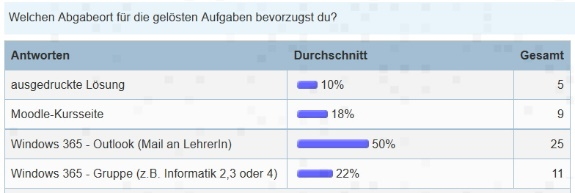 Welchen Abgabeort für die gelösten Aufgaben bevorzugst du?
Antworten Durchschnitt Gesamt
ausgedruckte Lösung 10% 5
Moodle-Kursseite 18% 9
Windows 365 - Outlook (Mail an LehrerIn) 50% 25
Windows 365 - Gruppe (z.B. Informatik 2,3 oder 4) 22% 11